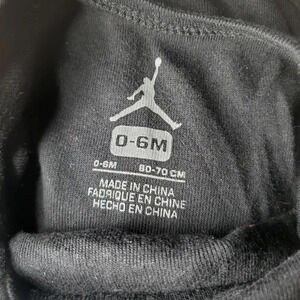 0-6M
0-6M 60-70 CM
MADE IN CHINA
FABRIQUÉ EN CHINE
HECHO EN CHINA